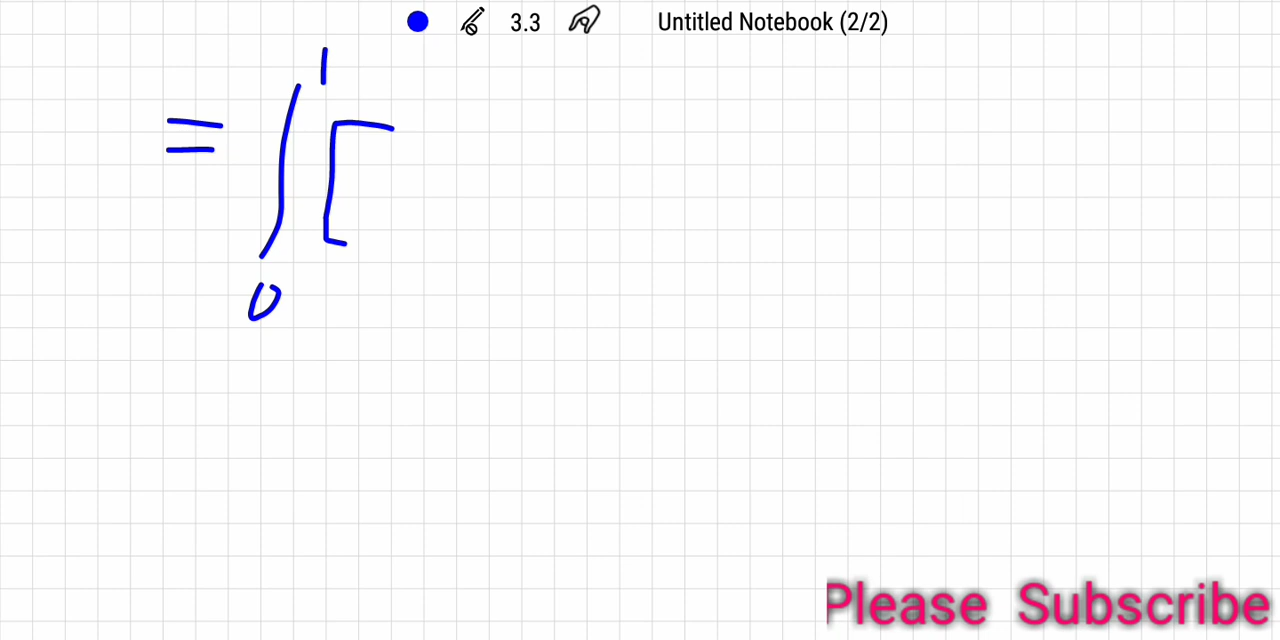 3.3 Untitled Notebook (2/2)
= ∫₀¹ [
Please Subscribe